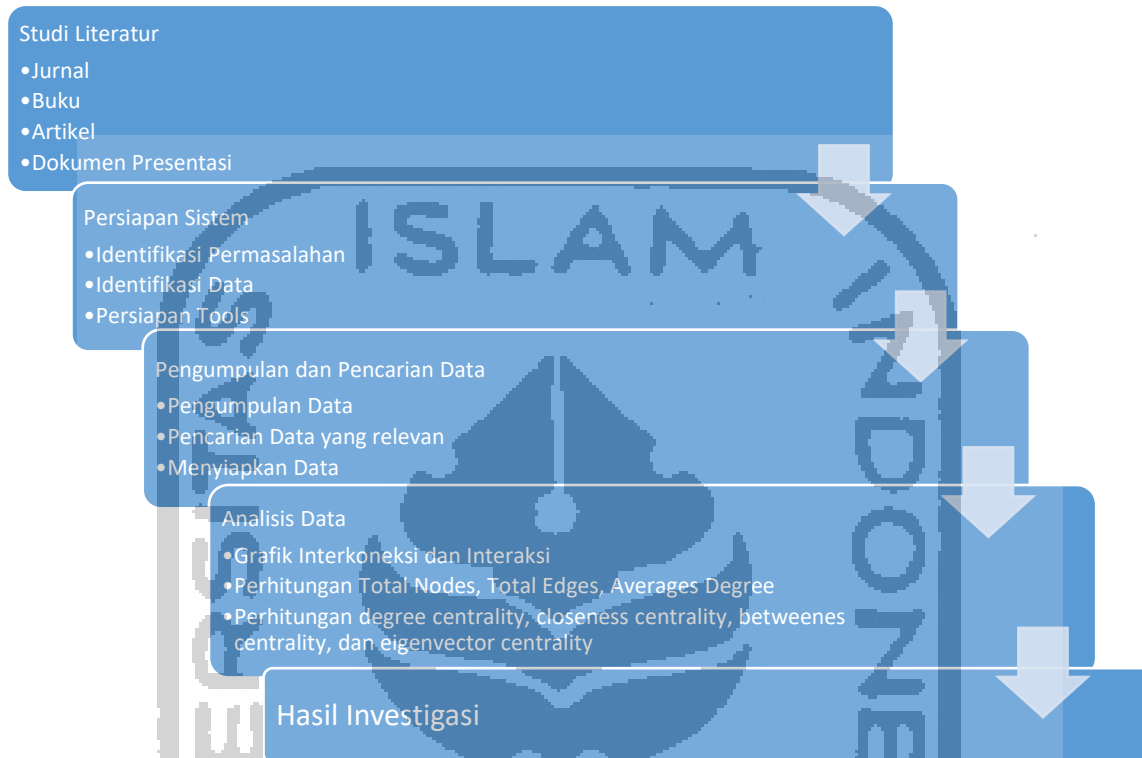 Studi Literatur
•Jurnal
•Buku
•Artikel
•Dokumen Presentasi
Persiapan Sistem
•Identifikasi Permasalahan
•Identifikasi Data
•Persiapan Tools
Pengumpulan dan Pencarian Data
•Pengumpulan Data
•Pencarian Data yang relevan
•Menyiapkan Data
Analisis Data
•Grafik Interkoneksi dan Interaksi
•Perhitungan Total Nodes, Total Edges, Averages Degree
•Perhitungan degree centrality, closeness centrality, betweenes
centrality, dan eigenvector centrality
Hasil Investigasi
ISLAM